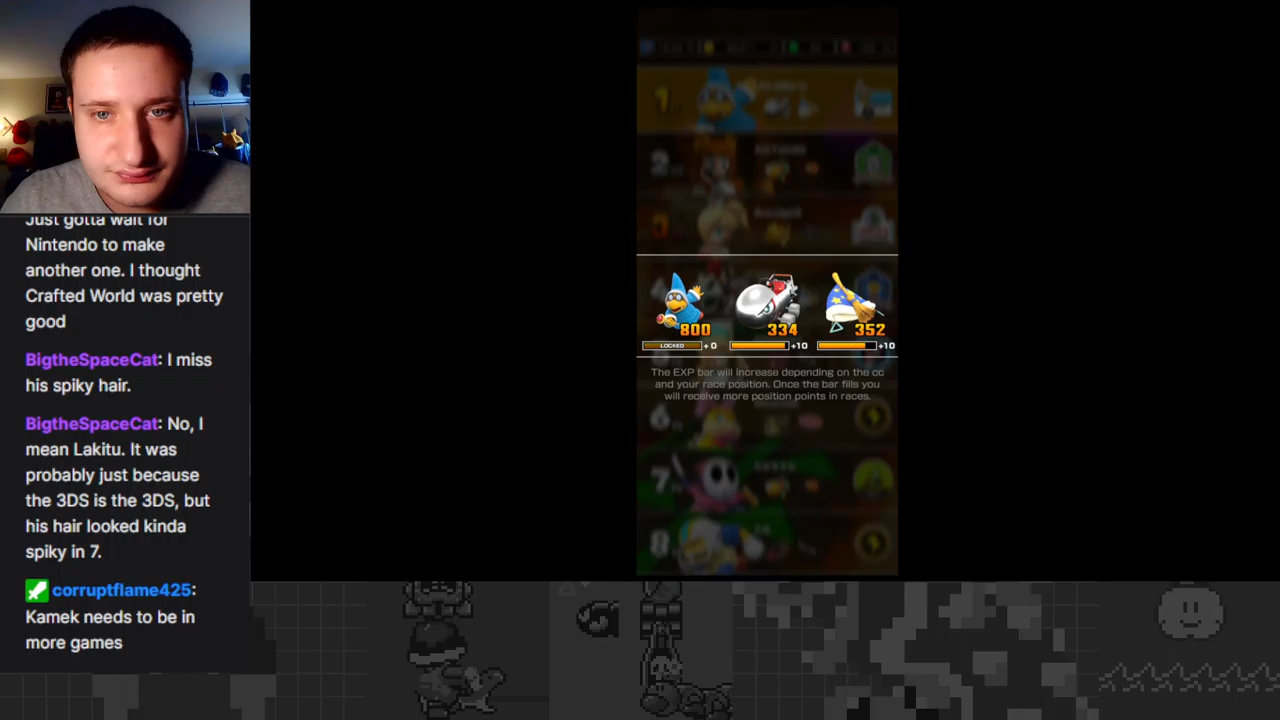 Just gotta wait for
Nintendo to make
another one. I thought
Crafted World was pretty
good
BigtheSpaceCat: I miss
his spiky hair.
BigtheSpaceCat: No, I
mean Lakitu. It was
probably just because
the 3DS is the 3DS, but
his hair looked kinda
spiky in 7.
corruptflame425:
Kamek needs to be in
more games
1
2
3
4
800 334 352
LOCKED +0 +10 +10
The EXP bar will increase depending on the cc
and your race position. Once the bar fills you
will receive more position points in races.
6
7
8